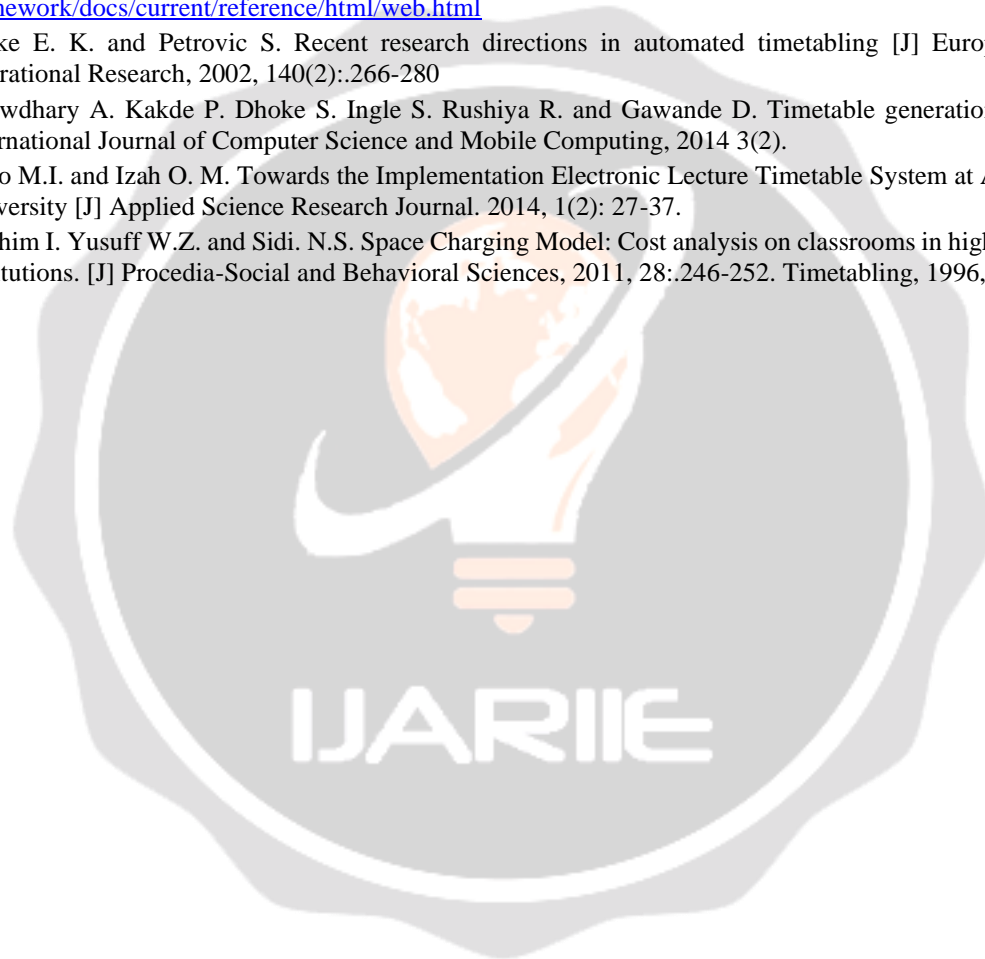 nework/docs/current/reference/html/web.html
ke E. K. and Petrovic S. Recent research directions in automated timetabling [J] Europ
rational Research, 2002, 140(2):.266-280
wdhary A. Kakde P. Dhoke S. Ingle S. Rushiya R. and Gawande D. Timetable generation
rnational Journal of Computer Science and Mobile Computing, 2014 3(2).
o M.I. and Izah O. M. Towards the Implementation Electronic Lecture Timetable System at A
versity [J] Applied Science Research Journal. 2014, 1(2): 27-37.
him I. Yusuff W.Z. and Sidi. N.S. Space Charging Model: Cost analysis on classrooms in high
tutions. [J] Procedia-Social and Behavioral Sciences, 2011, 28:.246-252. Timetabling, 1996,
IJARIIE